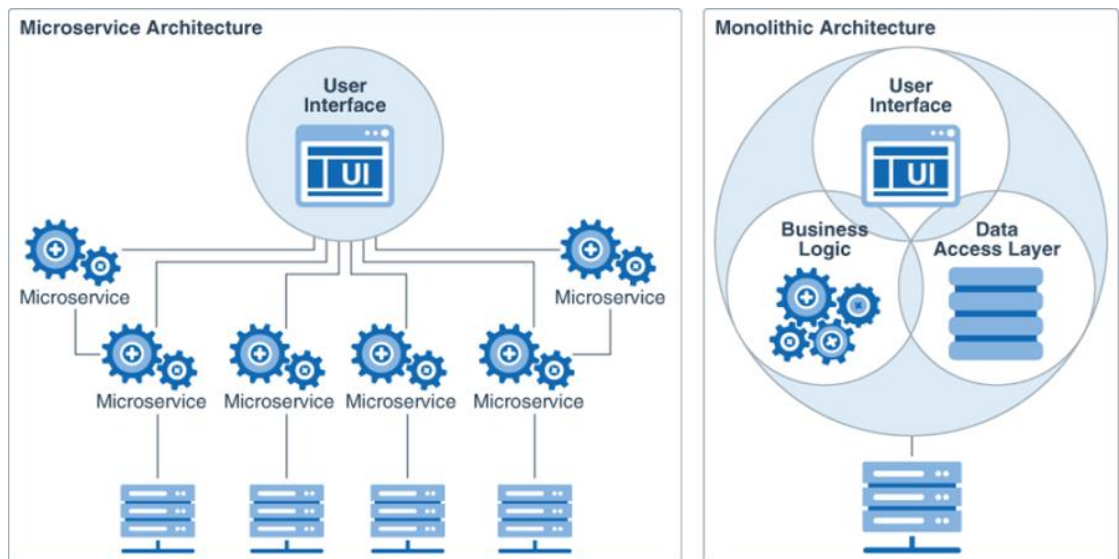 Microservice Architecture
User
Interface
UI
Microservice
Microservice
Microservice
Microservice
Microservice
Microservice
Monolithic Architecture
User
Interface
UI
Business
Logic
Data
Access Layer